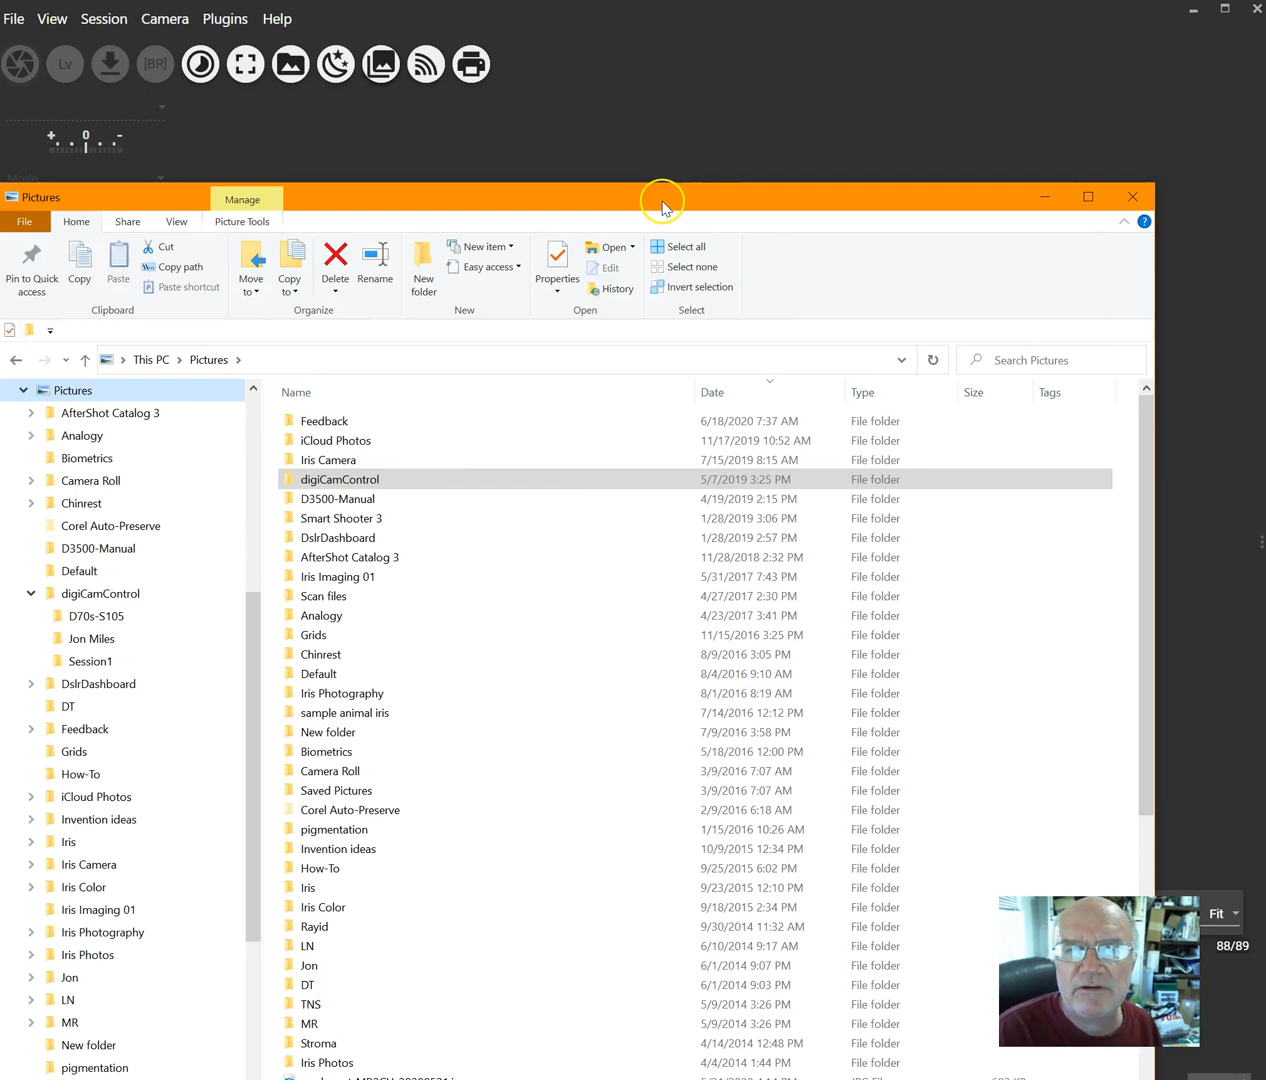 File View Session Camera Plugins Help
Lv [BR]
+ . . 0 . . -
Mode
Pictures Manage
File Home Share View Picture Tools
Pin to Quick access Copy Paste Cut Copy path Paste shortcut
Move to Copy to Delete Rename New folder New item Easy access
Properties Open Edit History Select all Select none Invert selection
Clipboard Organize New Open Select
This PC Pictures Search Pictures
Name Date Type Size Tags
Pictures
AfterShot Catalog 3
Analogy
Biometrics
Camera Roll
Chinrest
Corel Auto-Preserve
D3500-Manual
Default
digiCamControl
D70s-S105
Jon Miles
Session1
DslrDashboard
DT
Feedback
Grids
How-To
iCloud Photos
Invention ideas
Iris
Iris Camera
Iris Color
Iris Imaging 01
Iris Photography
Iris Photos
Jon
LN
MR
New folder
pigmentation
Feedback 6/18/2020 7:37 AM File folder
iCloud Photos 11/17/2019 10:52 AM File folder
Iris Camera 7/15/2019 8:15 AM File folder
digiCamControl 5/7/2019 3:25 PM File folder
D3500-Manual 4/19/2019 2:15 PM File folder
Smart Shooter 3 1/28/2019 3:06 PM File folder
DslrDashboard 1/28/2019 2:57 PM File folder
AfterShot Catalog 3 11/28/2018 2:32 PM File folder
Iris Imaging 01 5/31/2017 7:43 PM File folder
Scan files 4/27/2017 2:30 PM File folder
Analogy 4/23/2017 3:41 PM File folder
Grids 11/15/2016 3:25 PM File folder
Chinrest 8/9/2016 3:05 PM File folder
Default 8/4/2016 9:10 AM File folder
Iris Photography 8/1/2016 8:19 AM File folder
sample animal iris 7/14/2016 12:12 PM File folder
New folder 7/9/2016 3:58 PM File folder
Biometrics 5/18/2016 12:00 PM File folder
Camera Roll 3/9/2016 7:07 AM File folder
Saved Pictures 3/9/2016 7:07 AM File folder
Corel Auto-Preserve 2/9/2016 6:18 AM File folder
pigmentation 1/15/2016 10:26 AM File folder
Invention ideas 10/9/2015 12:34 PM File folder
How-To 9/25/2015 6:02 PM File folder
Iris 9/23/2015 12:10 PM File folder
Iris Color 9/18/2015 2:34 PM File folder
Rayid 9/30/2014 11:32 AM File folder
LN 6/10/2014 9:17 AM File folder
Jon 6/1/2014 9:07 PM File folder
DT 6/1/2014 9:03 PM File folder
TNS 5/9/2014 3:26 PM File folder
MR 5/9/2014 3:26 PM File folder
Stroma 4/14/2014 12:48 PM File folder
Iris Photos 4/4/2014 1:44 PM File folder
Fit
88/89